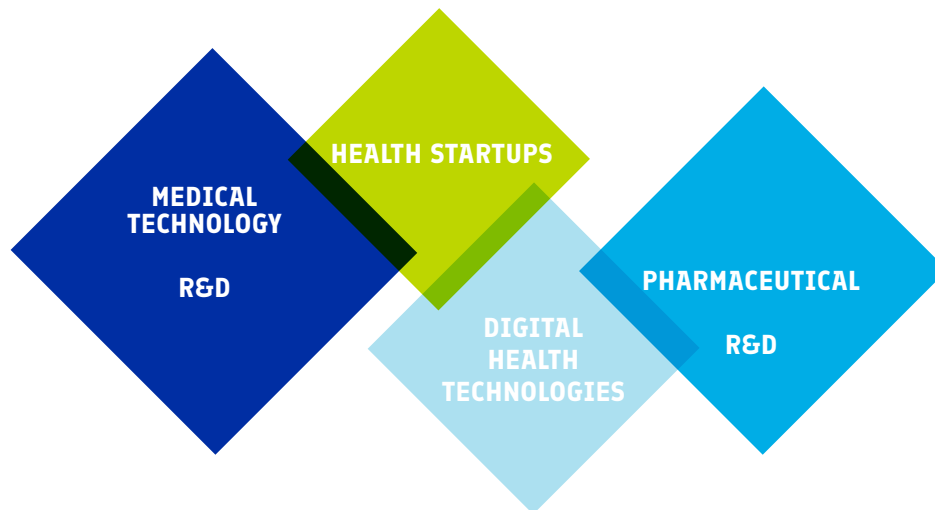 MEDICAL
TECHNOLOGY
R&D
HEALTH STARTUPS
DIGITAL
HEALTH
TECHNOLOGIES
PHARMACEUTICAL
R&D